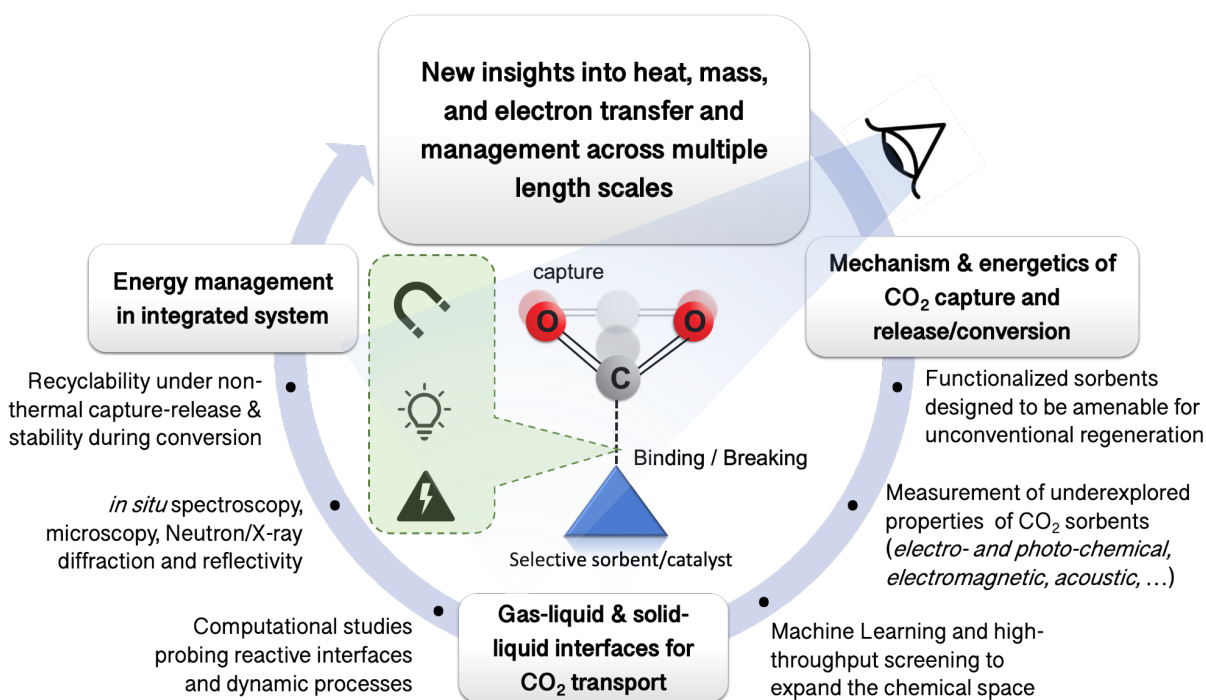 New insights into heat, mass,
and electron transfer and
management across multiple
length scales
Mechanism & energetics of
CO₂ capture and
release/conversion
Functionalized sorbents
designed to be amenable for
unconventional regeneration
Measurement of underexplored
properties of CO₂ sorbents
(electro- and photo-chemical,
electromagnetic, acoustic, …)
Machine Learning and high-
throughput screening to
expand the chemical space
Gas-liquid & solid-
liquid interfaces for
CO₂ transport
Computational studies
probing reactive interfaces
and dynamic processes
in situ spectroscopy,
microscopy, Neutron/X-ray
diffraction and reflectivity
Recyclability under non-
thermal capture-release &
stability during conversion
Energy management
in integrated system
capture
O O
C
Binding / Breaking
Selective sorbent/catalyst